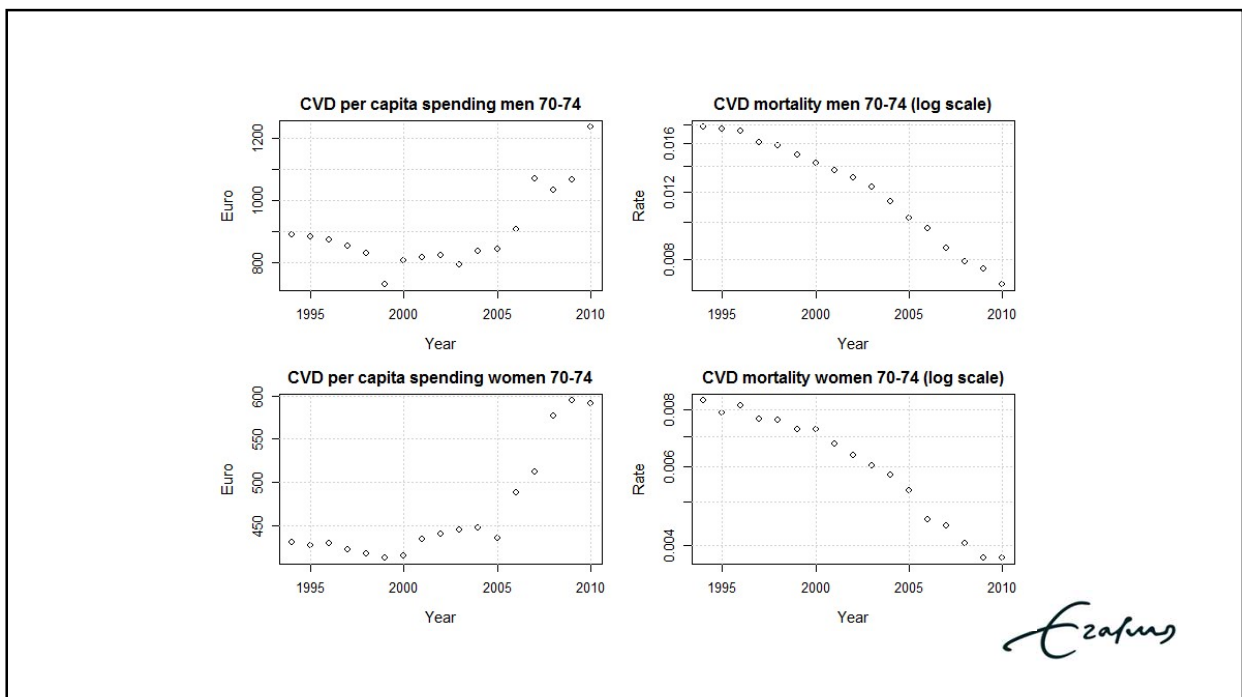 CVD per capita spending men 70-74
Euro
800
1000
1200
1995
2000
2005
2010
Year
CVD mortality men 70-74 (log scale)
Rate
0.008
0.012
0.016
1995
2000
2005
2010
Year
CVD per capita spending women 70-74
Euro
450
500
550
600
1995
2000
2005
2010
Year
CVD mortality women 70-74 (log scale)
Rate
0.004
0.006
0.008
1995
2000
2005
2010
Year
Erasmus